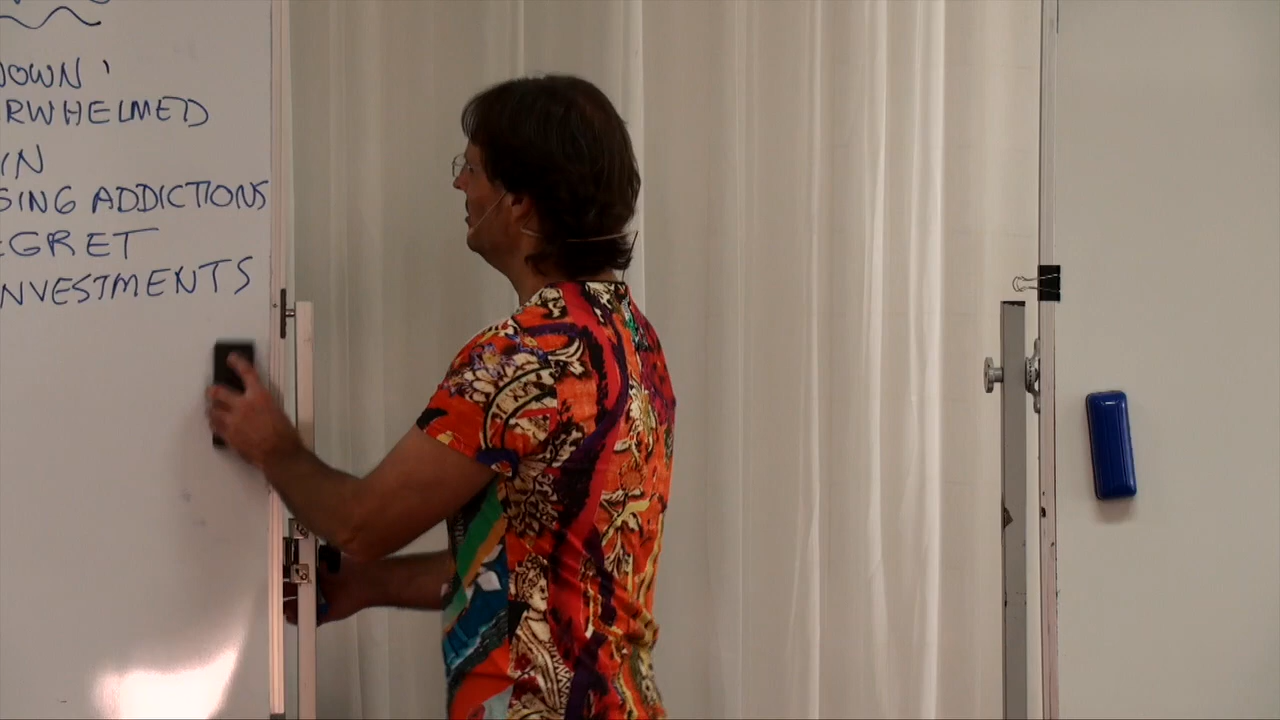 OWN '
RWHELMED
IN
SING ADDICTIONS
EGRET
NVESTMENTS